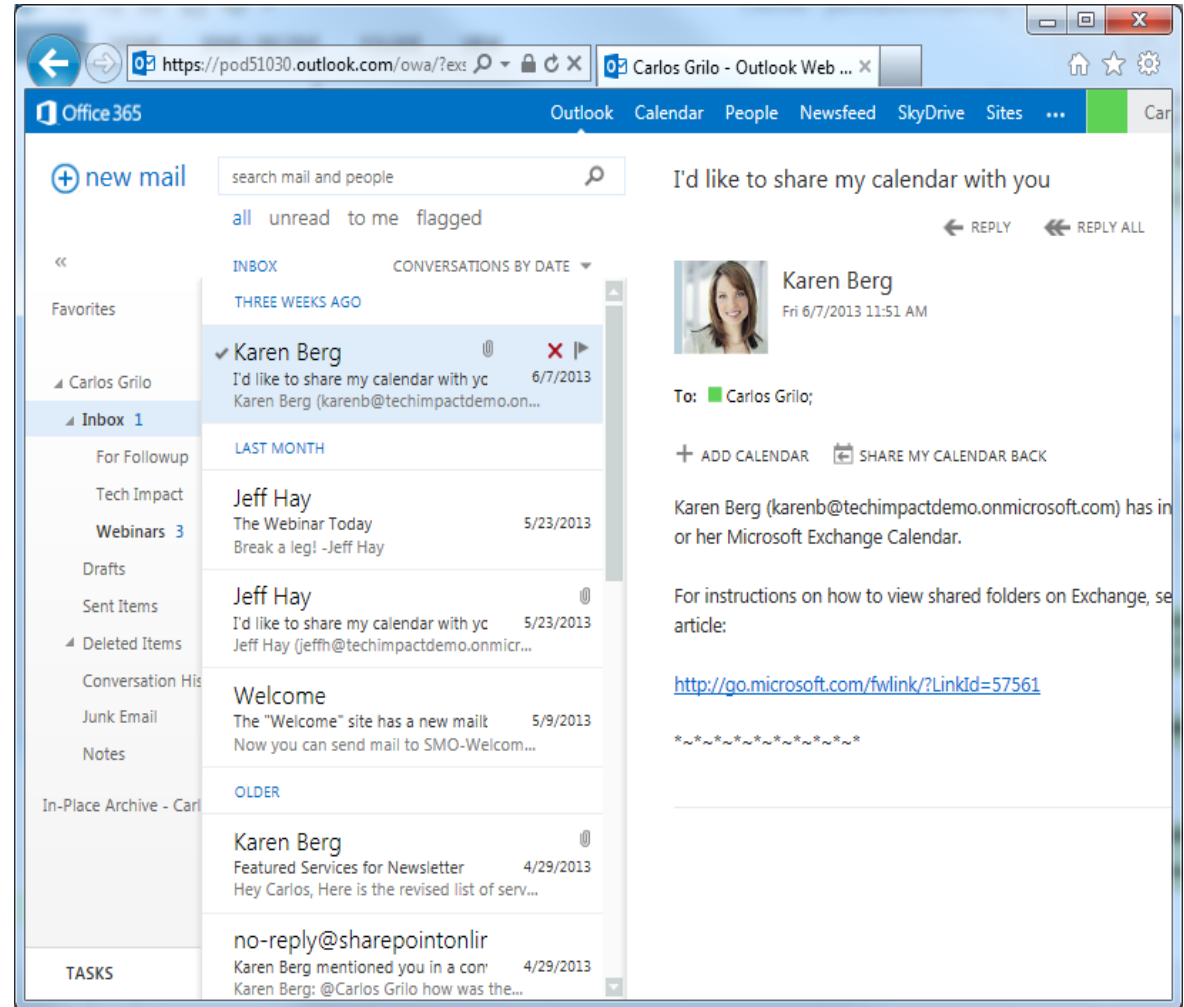 https://pod51030.outlook.com/owa/?exs
Carlos Grilo - Outlook Web ...
Office 365
Outlook Calendar People Newsfeed SkyDrive Sites ... Car
new mail
search mail and people
all unread to me flagged
«
INBOX CONVERSATIONS BY DATE
Favorites
Carlos Grilo
Inbox 1
For Followup
Tech Impact
Webinars 3
Drafts
Sent Items
Deleted Items
Conversation His
Junk Email
Notes
In-Place Archive - Carl
TASKS
THREE WEEKS AGO
Karen Berg
I'd like to share my calendar with yc 6/7/2013
Karen Berg (karenb@techimpactdemo.on...
LAST MONTH
Jeff Hay
The Webinar Today 5/23/2013
Break a leg! -Jeff Hay
Jeff Hay
I'd like to share my calendar with yc 5/23/2013
Jeff Hay (jeffh@techimpactdemo.onmicr...
Welcome
The "Welcome" site has a new mailb 5/9/2013
Now you can send mail to SMO-Welcom...
OLDER
Karen Berg
Featured Services for Newsletter 4/29/2013
Hey Carlos, Here is the revised list of serv...
no-reply@sharepointonlir
Karen Berg mentioned you in a con 4/29/2013
Karen Berg: @Carlos Grilo how was the...
I'd like to share my calendar with you
REPLY REPLY ALL
Karen Berg
Fri 6/7/2013 11:51 AM
To: Carlos Grilo;
ADD CALENDAR SHARE MY CALENDAR BACK
Karen Berg (karenb@techimpactdemo.onmicrosoft.com) has in
or her Microsoft Exchange Calendar.
For instructions on how to view shared folders on Exchange, se
article:
http://go.microsoft.com/fwlink/?LinkId=57561
*~*~*~*~*~*~*~*~*~*